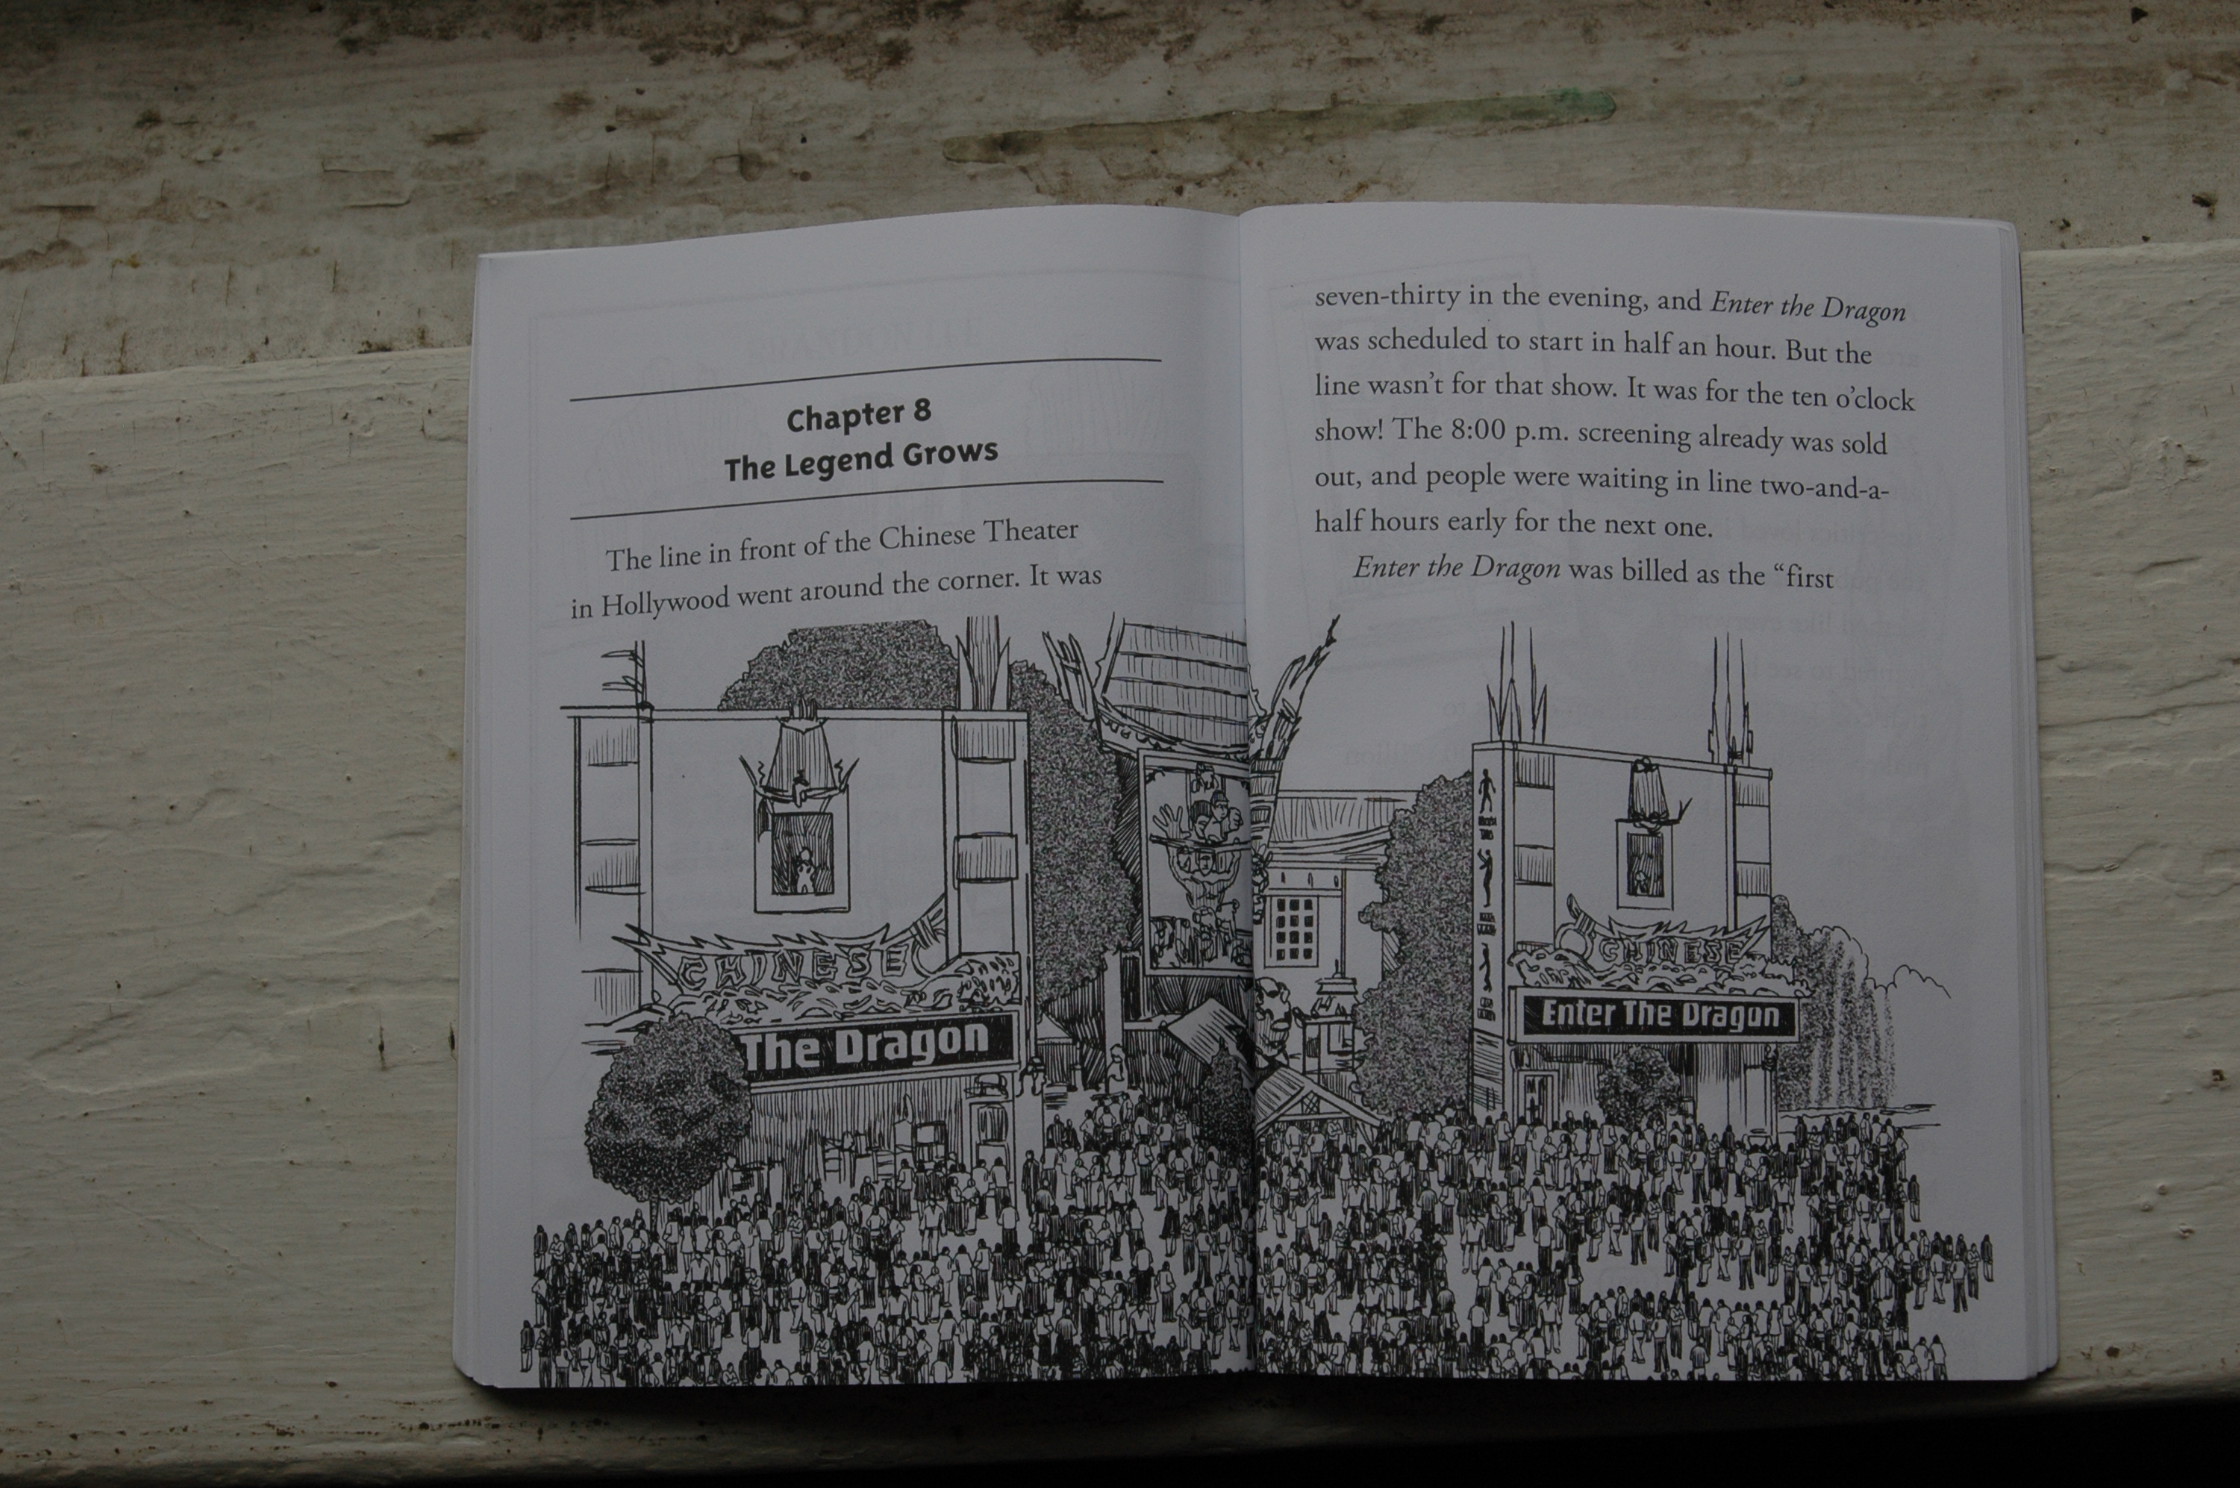 Chapter 8
The Legend Grows
The line in front of the Chinese Theater
in Hollywood went around the corner. It was
CHINESE
The Dragon
seven-thirty in the evening, and Enter the Dragon
was scheduled to start in half an hour. But the
line wasn't for that show. It was for the ten o'clock
show! The 8:00 p.m. screening already was sold
out, and people were waiting in line two-and-a-
half hours early for the next one.
Enter the Dragon was billed as the “first
CHINESE
Enter The Dragon